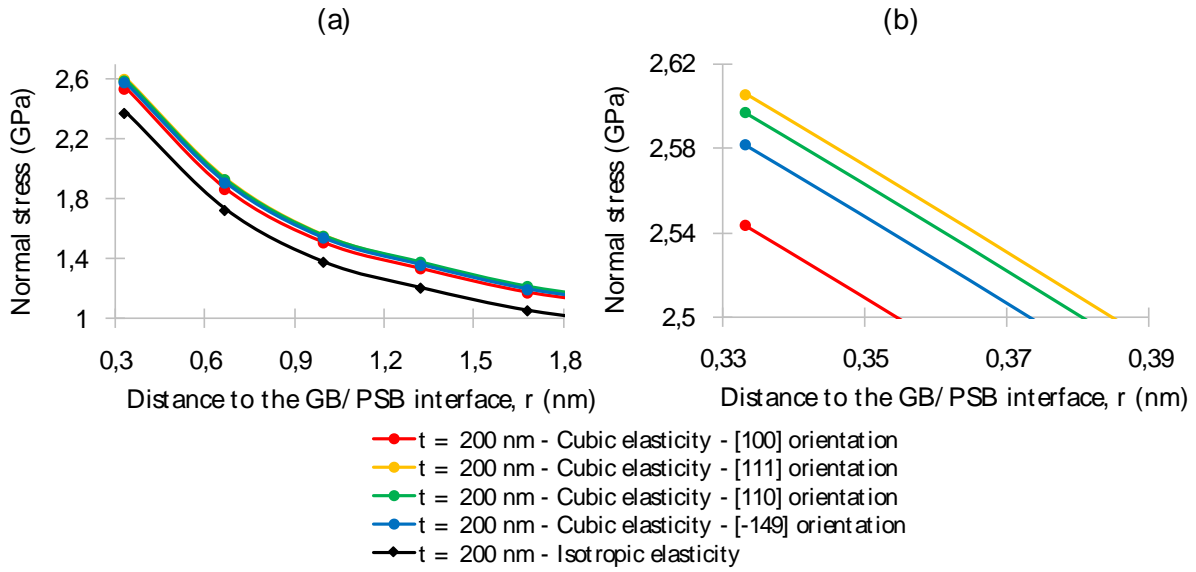 (a)
Normal stress (GPa)
2,6
2,2
1,8
1,4
1
0,3 0,6 0,9 1,2 1,5 1,8
Distance to the GB/PSB interface, r (nm)
(b)
Normal stress (GPa)
2,62
2,58
2,54
2,5
0,33 0,35 0,37 0,39
Distance to the GB/PSB interface, r (nm)
t = 200 nm - Cubic elasticity - [100] orientation
t = 200 nm - Cubic elasticity - [111] orientation
t = 200 nm - Cubic elasticity - [110] orientation
t = 200 nm - Cubic elasticity - [-149] orientation
t = 200 nm - Isotropic elasticity